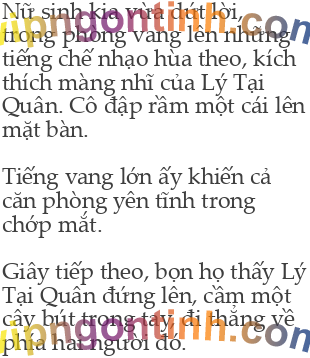 Nữ sinh kia vừa dứt lời,
trong phòng vang lên những
tiếng chế nhạo hùa theo, kích
thích màng nhĩ của Lý Tại
Quân. Cô đập rầm một cái lên
mặt bàn.
Tiếng vang lớn ấy khiến cả
căn phòng yên tĩnh trong
chớp mắt.
Giây tiếp theo, bọn họ thấy Lý
Tại Quân đứng lên, cầm một
cây bút trong tay, đi thẳng về
phía hai người đó.